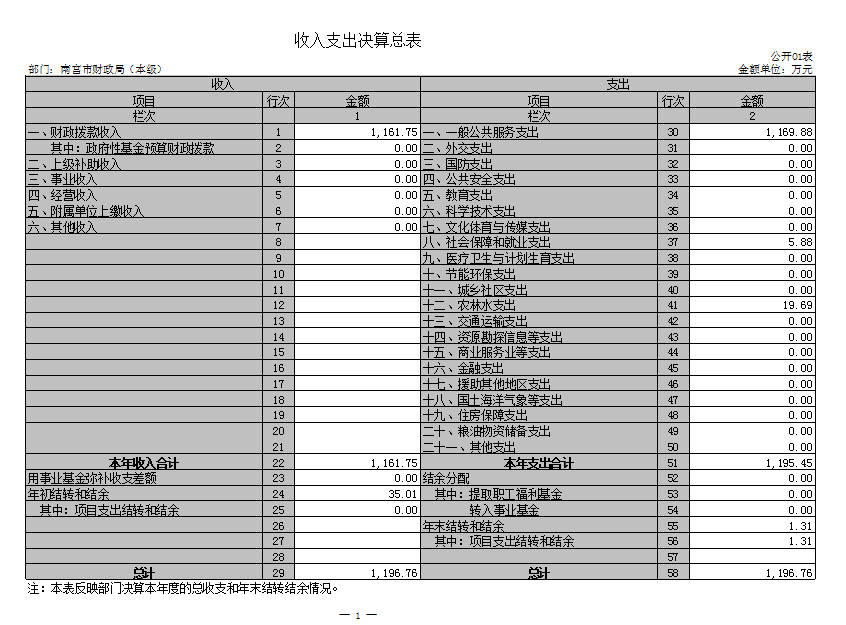 收入支出决算总表
公开01表
部门：南宫市财政局（本级） 金额单位：万元
收入 支出
项目 行次 金额 项目 行次 金额
栏次 1 栏次 2
一、财政拨款收入 1 1,161.75 一、一般公共服务支出 30 1,169.88
其中：政府性基金预算财政拨款 2 0.00 二、外交支出 31 0.00
二、上级补助收入 3 0.00 三、国防支出 32 0.00
三、事业收入 4 0.00 四、公共安全支出 33 0.00
四、经营收入 5 0.00 五、教育支出 34 0.00
五、附属单位上缴收入 6 0.00 六、科学技术支出 35 0.00
六、其他收入 7 0.00 七、文化体育与传媒支出 36 0.00
8 八、社会保障和就业支出 37 5.88
9 九、医疗卫生与计划生育支出 38 0.00
10 十、节能环保支出 39 0.00
11 十一、城乡社区支出 40 0.00
12 十二、农林水支出 41 19.69
13 十三、交通运输支出 42 0.00
14 十四、资源勘探信息等支出 43 0.00
15 十五、商业服务业等支出 44 0.00
16 十六、金融支出 45 0.00
17 十七、援助其他地区支出 46 0.00
18 十八、国土海洋气象等支出 47 0.00
19 十九、住房保障支出 48 0.00
20 二十、粮油物资储备支出 49 0.00
21 二十一、其他支出 50 0.00
本年收入合计 22 1,161.75 本年支出合计 51 1,195.45
用事业基金弥补收支差额 23 0.00 结余分配 52 0.00
年初结转和结余 24 35.01 其中：提取职工福利基金 53 0.00
其中：项目支出结转和结余 25 0.00 转入事业基金 54 0.00
26 年末结转和结余 55 1.31
27 其中：项目支出结转和结余 56 1.31
28 57
总计 29 1,196.76 总计 58 1,196.76
注：本表反映部门决算本年度的总收支和年末结转结余情况。
— 1 —